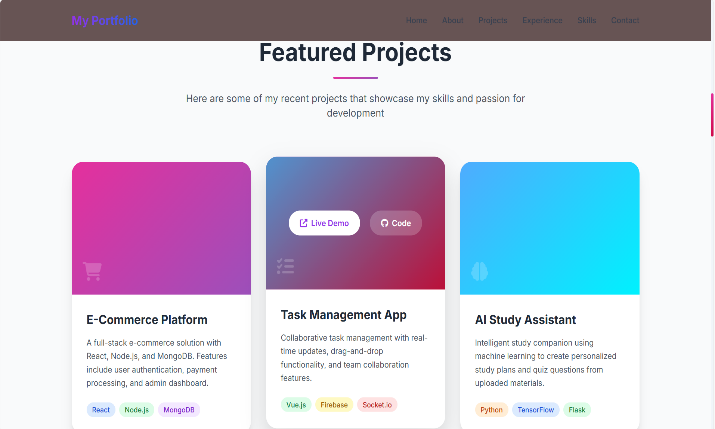 My Portfolio
Home About Projects Experience Skills Contact
Featured Projects
Here are some of my recent projects that showcase my skills and passion for
development
Live Demo
Code
E-Commerce Platform
A full-stack e-commerce solution with
React, Node.js, and MongoDB. Features
include user authentication, payment
processing, and admin dashboard.
React Node.js MongoDB
Task Management App
Collaborative task management with real-
time updates, drag-and-drop
functionality, and team collaboration
features.
Vue.js Firebase Socket.io
AI Study Assistant
Intelligent study companion using
machine learning to create personalized
study plans and quiz questions from
uploaded materials.
Python TensorFlow Flask